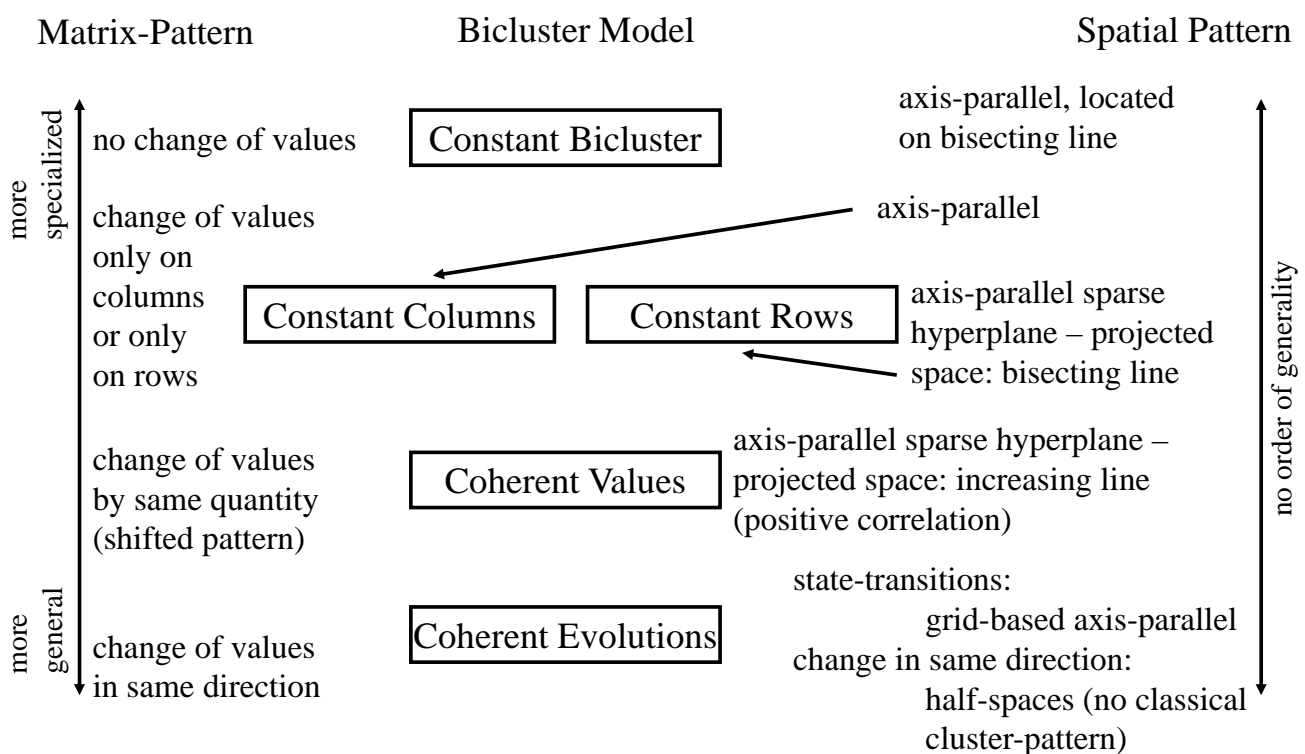 Matrix-Pattern
Bicluster Model
Spatial Pattern
more
specialized
no change of values
Constant Bicluster
axis-parallel, located
on bisecting line
change of values
only on
columns
or only
on rows
axis-parallel
Constant Columns
Constant Rows
axis-parallel sparse
hyperplane – projected
space: bisecting line
no order of generality
change of values
by same quantity
(shifted pattern)
Coherent Values
axis-parallel sparse hyperplane –
projected space: increasing line
(positive correlation)
more
general
change of values
in same direction
Coherent Evolutions
state-transitions:
grid-based axis-parallel
change in same direction:
half-spaces (no classical
cluster-pattern)